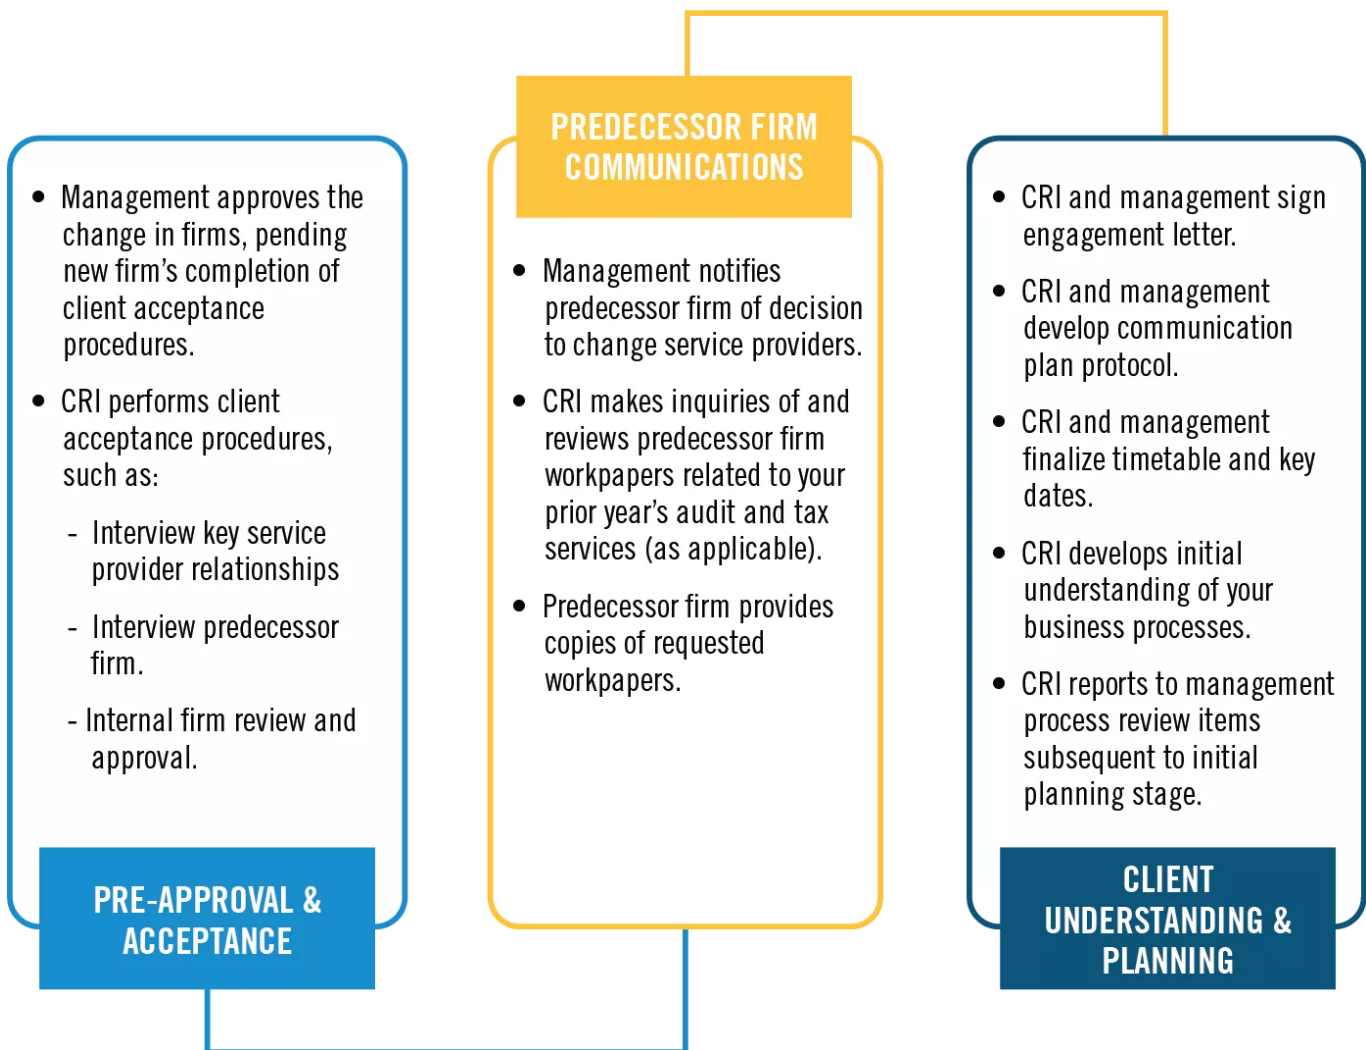 • Management approves the
change in firms, pending
new firm's completion of
client acceptance
procedures.
• CRI performs client
acceptance procedures,
such as:
- Interview key service
provider relationships
- Interview predecessor
firm.
- Internal firm review and
approval.
PRE-APPROVAL &
ACCEPTANCE
PREDECESSOR FIRM
COMMUNICATIONS
• Management notifies
predecessor firm of decision
to change service providers.
• CRI makes inquiries of and
reviews predecessor firm
workpapers related to your
prior year's audit and tax
services (as applicable).
• Predecessor firm provides
copies of requested
workpapers.
• CRI and management sign
engagement letter.
• CRI and management
develop communication
plan protocol.
• CRI and management
finalize timetable and key
dates.
• CRI develops initial
understanding of your
business processes.
• CRI reports to management
process review items
subsequent to initial
planning stage.
CLIENT
UNDERSTANDING &
PLANNING